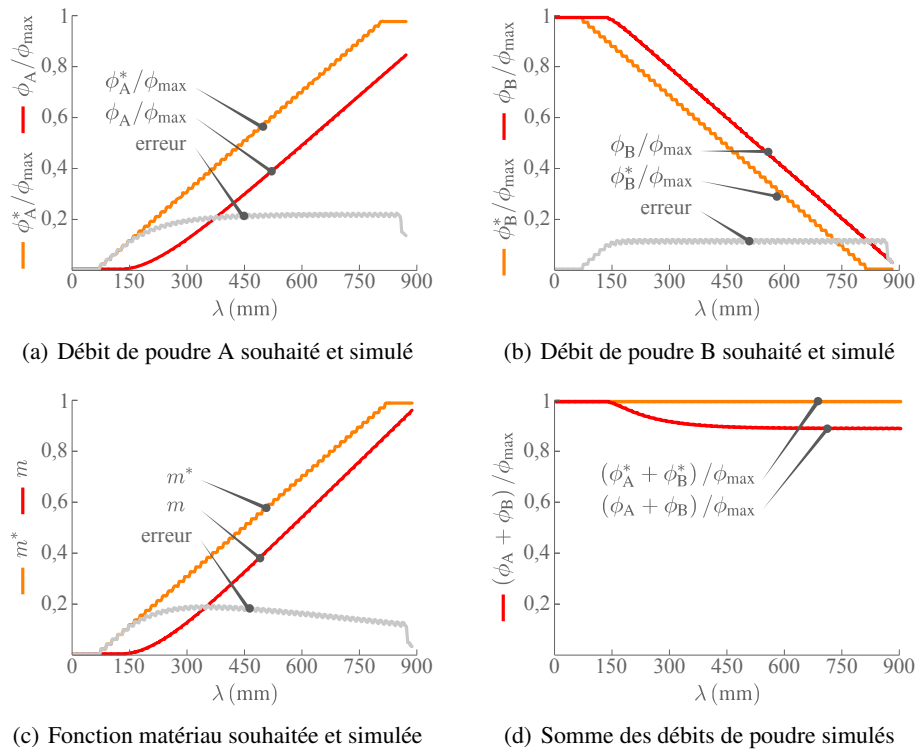 ϕ*A/ϕmax — ϕA/ϕmax
1
0,8
0,6
0,4
0,2
ϕ*A/ϕmax
ϕA/ϕmax
erreur
0 150 300 450 600 750 900
λ (mm)
(a) Débit de poudre A souhaité et simulé
ϕ*B/ϕmax — ϕB/ϕmax
1
0,8
0,6
0,4
0,2
ϕB/ϕmax
ϕ*B/ϕmax
erreur
0 150 300 450 600 750 900
λ (mm)
(b) Débit de poudre B souhaité et simulé
m* — m
1
0,8
0,6
0,4
0,2
m*
m
erreur
0 150 300 450 600 750 900
λ (mm)
(c) Fonction matériau souhaitée et simulée
(ϕA + ϕB) /ϕmax
1
0,8
0,6
0,4
0,2
(ϕ*A + ϕ*B) /ϕmax
(ϕA + ϕB) /ϕmax
0 150 300 450 600 750 900
λ (mm)
(d) Somme des débits de poudre simulés